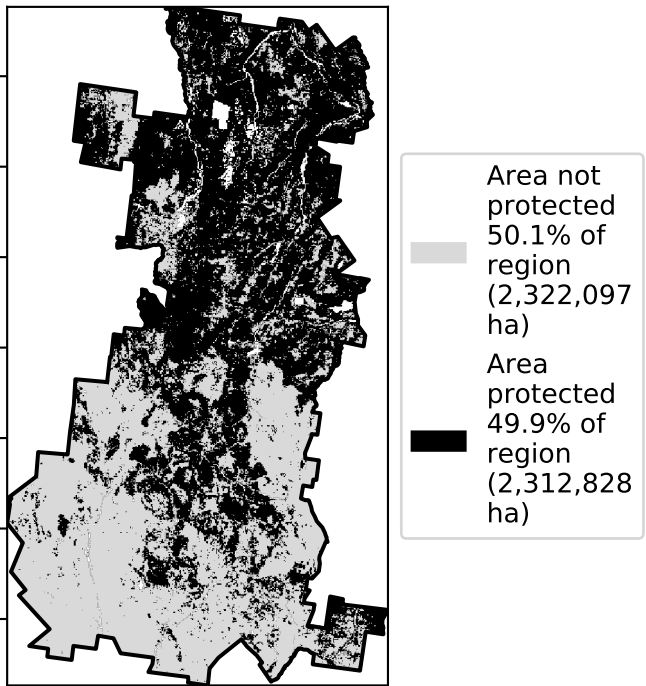 Area not
protected
50.1% of
region
(2,322,097
ha)
Area
protected
49.9% of
region
(2,312,828
ha)